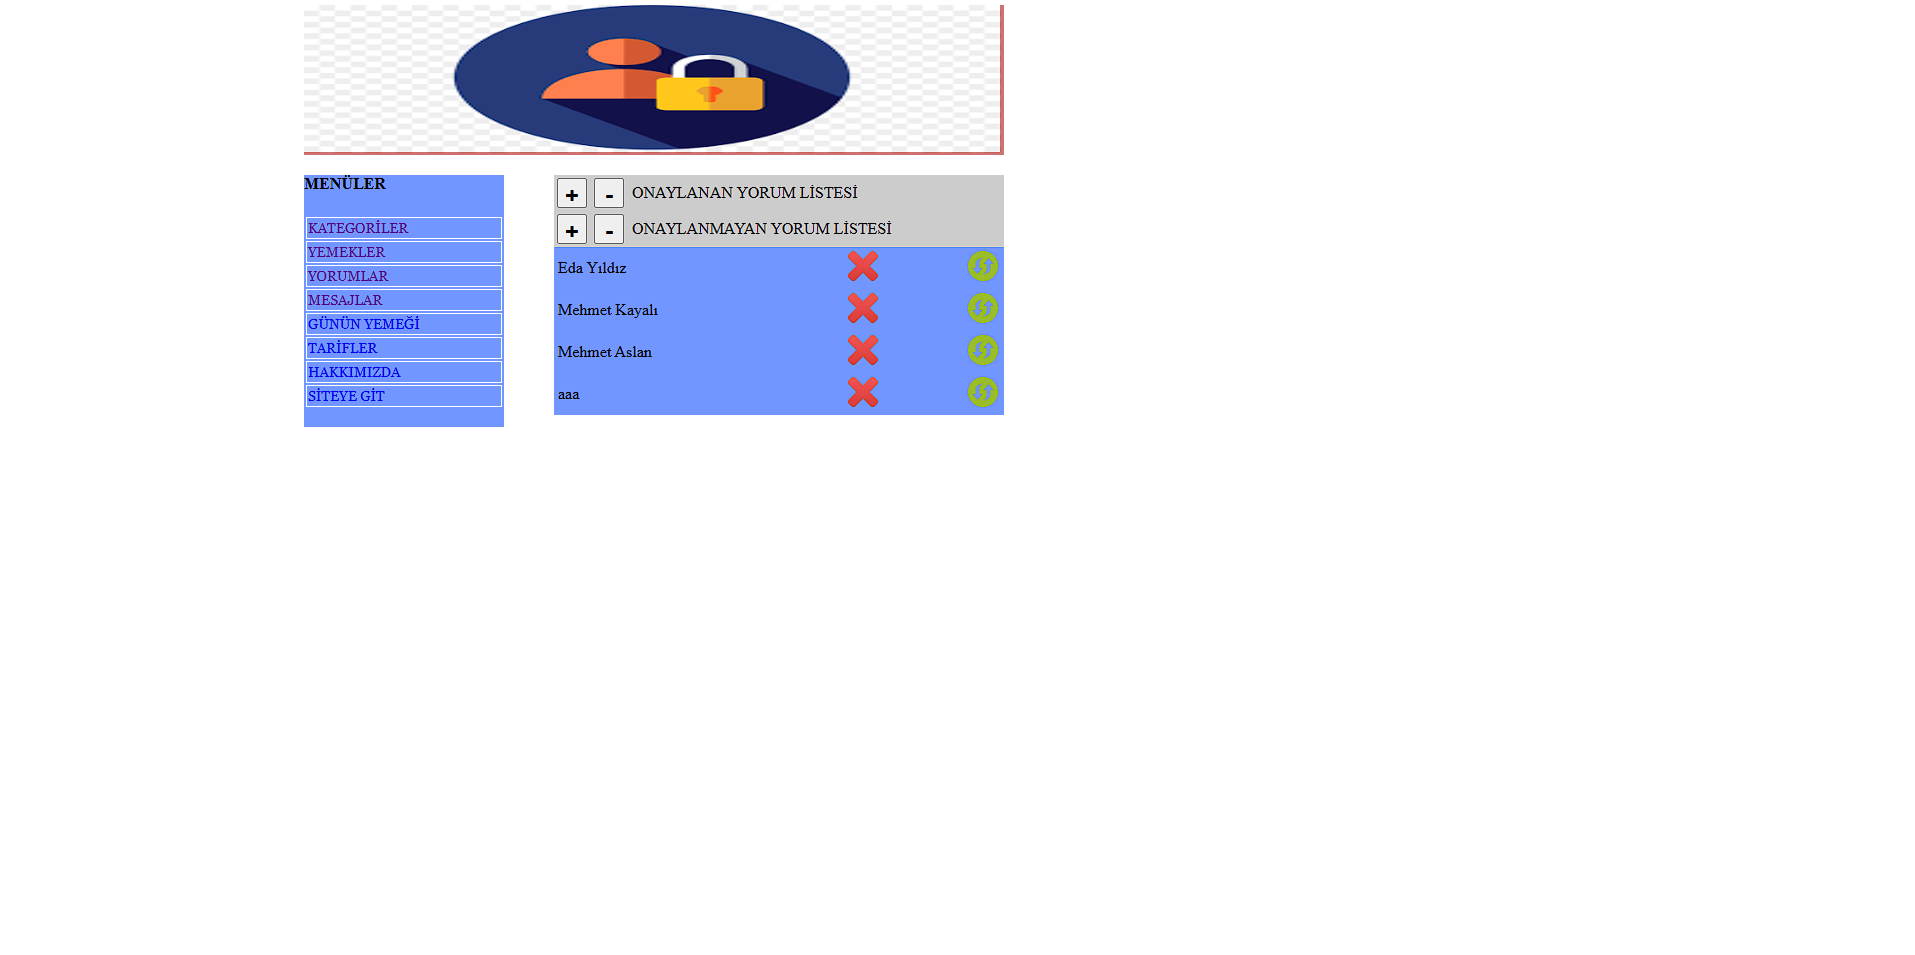 MENÜLER
KATEGORİLER
YEMEKLER
YORUMLAR
MESAJLAR
GÜNÜN YEMEĞİ
TARİFLER
HAKKIMIZDA
SİTEYE GİT
+ - ONAYLANAN YORUM LİSTESİ
+ - ONAYLANMAYAN YORUM LİSTESİ
Eda Yıldız
Mehmet Kayalı
Mehmet Aslan
aaa